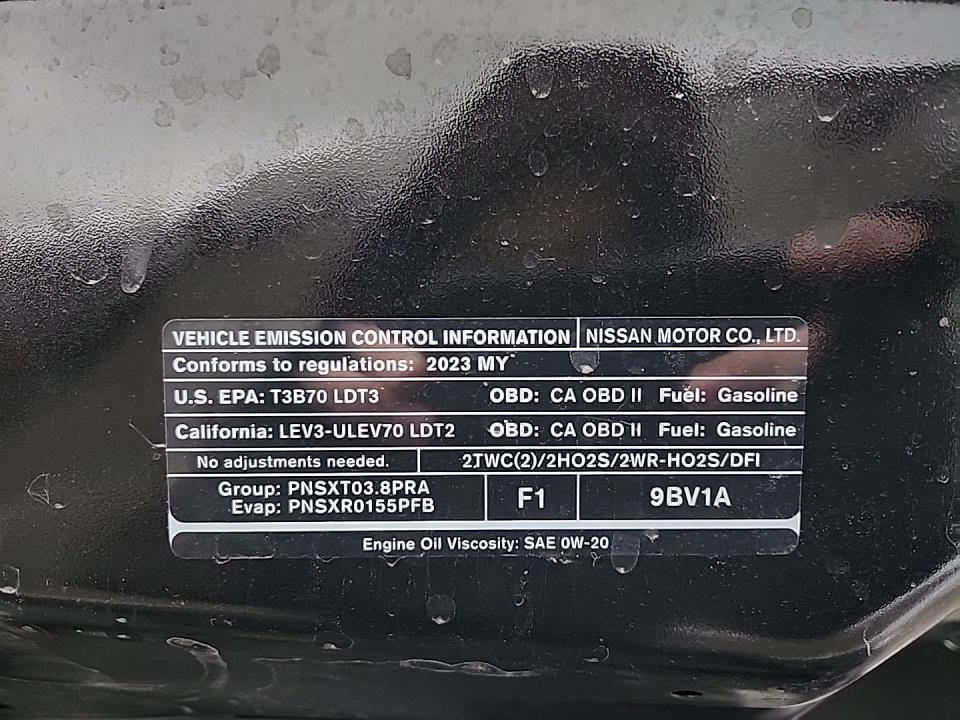 VEHICLE EMISSION CONTROL INFORMATION NISSAN MOTOR CO., LTD.
Conforms to regulations: 2023 MY
U.S. EPA: T3B70 LDT3 OBD: CA OBD II Fuel: Gasoline
California: LEV3-ULEV70 LDT2 OBD: CA OBD II Fuel: Gasoline
No adjustments needed. 2TWC(2)/2HO2S/2WR-HO2S/DFI
Group: PNSXT03.8PRA
Evap: PNSXR0155PFB
F1
9BV1A
Engine Oil Viscosity: SAE 0W-20